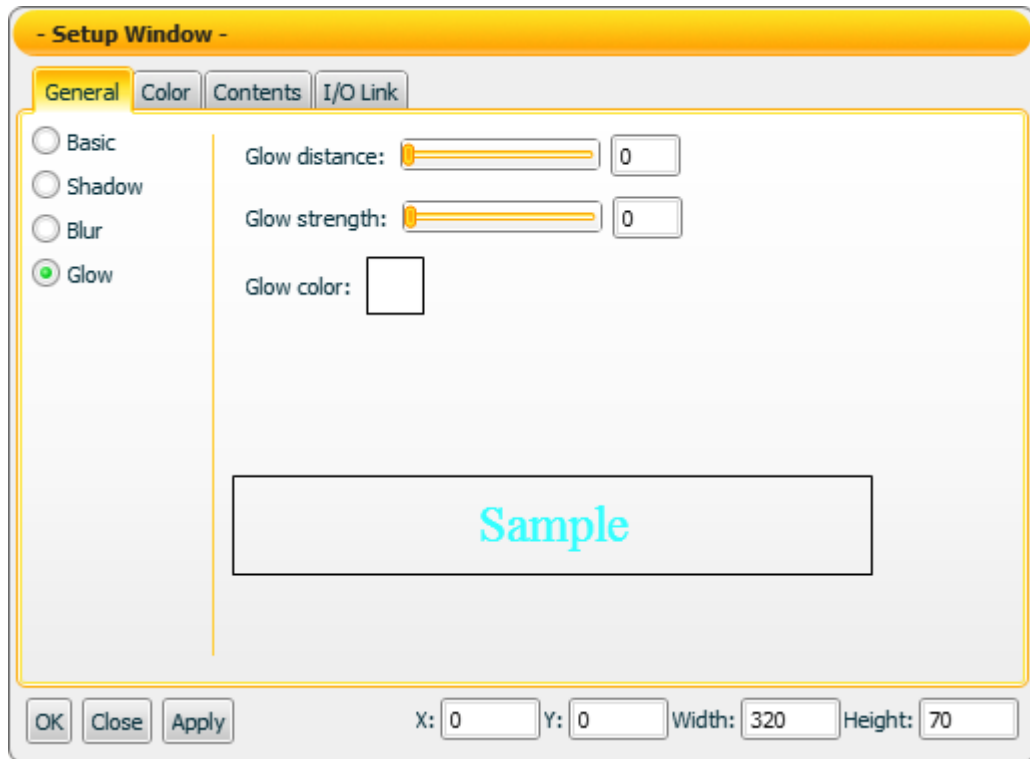 - Setup Window -
General Color Contents I/O Link
Basic
Shadow
Blur
Glow
Glow distance: 0
Glow strength: 0
Glow color:
Sample
OK Close Apply X: 0 Y: 0 Width: 320 Height: 70